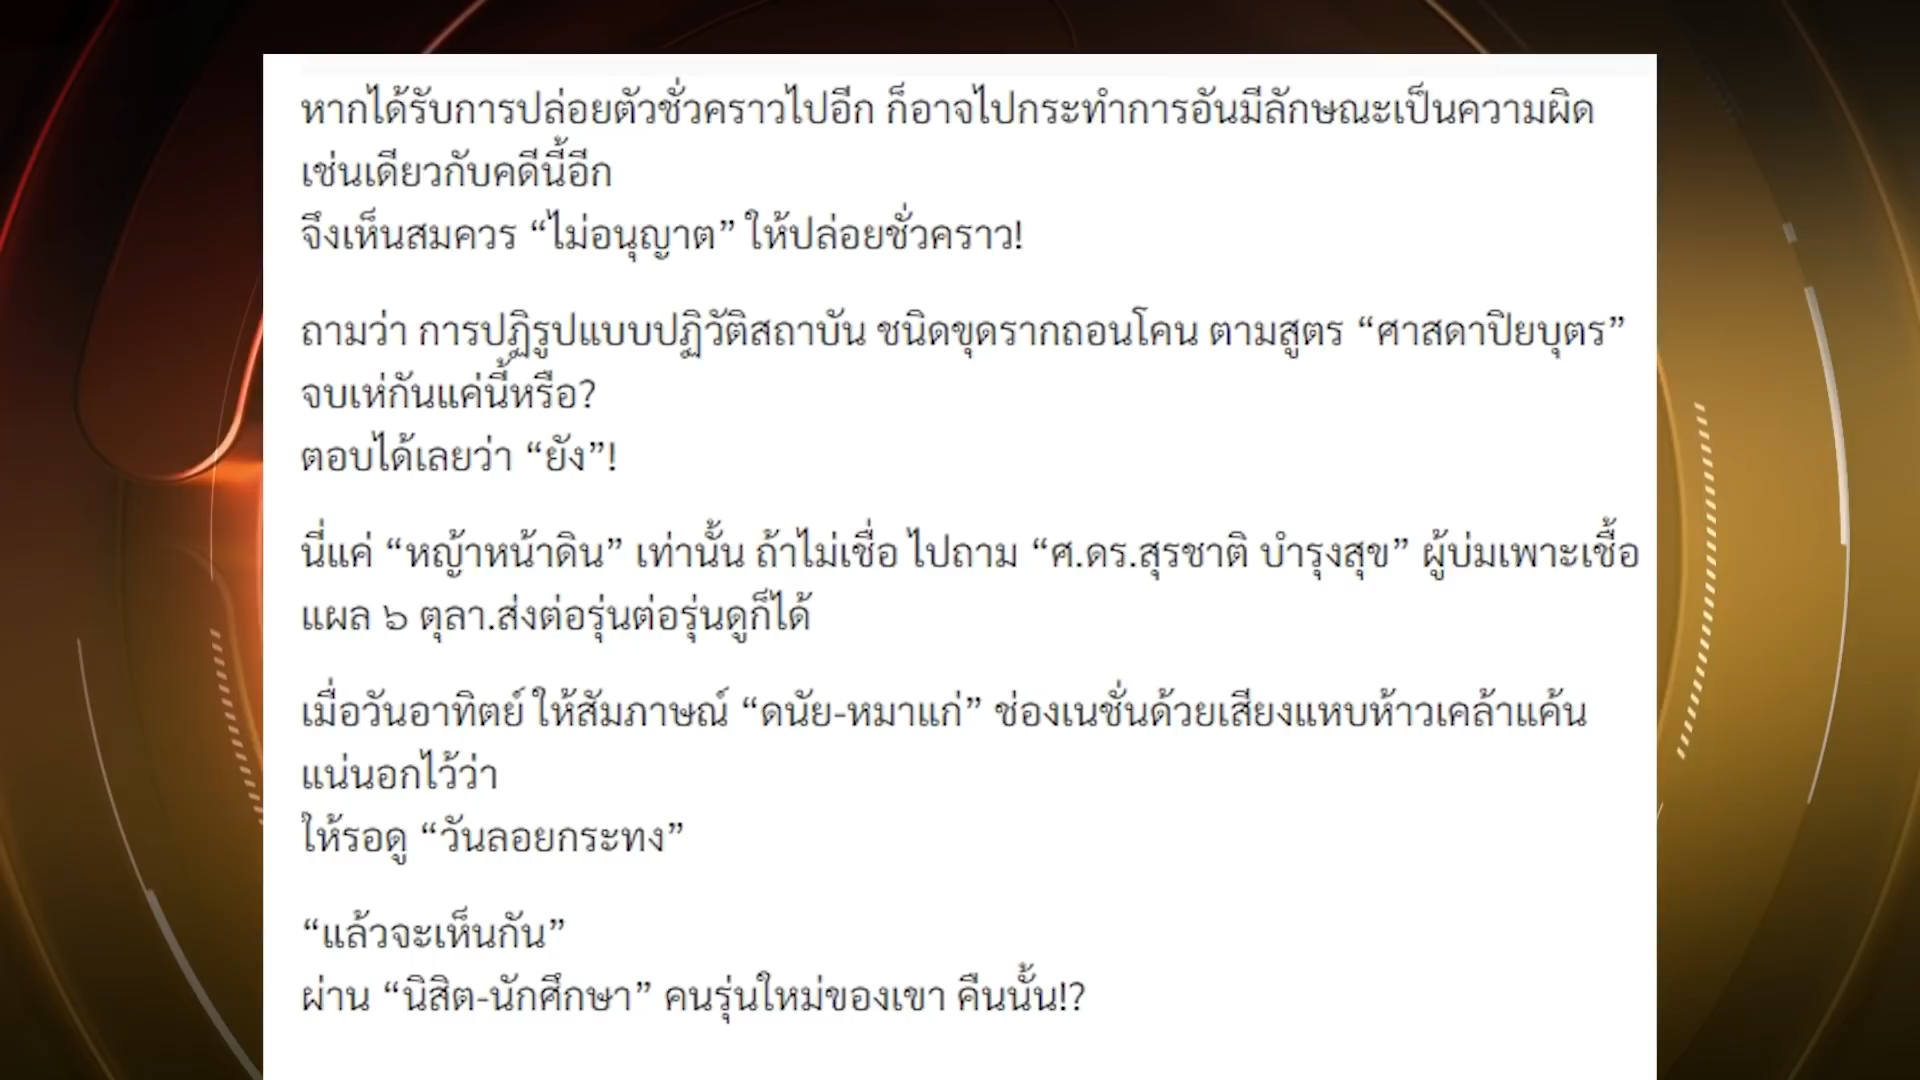 หากได้รับการปล่อยตัวชั่วคราวไปอีก ก็อาจไปกระทำการอันมีลักษณะเป็นความผิด
เช่นเดียวกับคดีนี้อีก
จึงเห็นสมควร “ไม่อนุญาต” ให้ปล่อยชั่วคราว!
ถามว่า การปฏิรูปแบบปฏิวัติสถาบัน ชนิดขุดรากถอนโคน ตามสูตร “ศาสดาปิยบุตร”
จบเห่กันแค่นี้หรือ?
ตอบได้เลยว่า “ยัง”!
นี่แค่ “หญ้าหน้าดิน” เท่านั้น ถ้าไม่เชื่อ ไปถาม “ศ.ดร.สุรชาติ บำรุงสุข” ผู้บ่มเพาะเชื้อ
แผล ๖ ตุลา.ส่งต่อรุ่นต่อรุ่นดูก็ได้
เมื่อวันอาทิตย์ ให้สัมภาษณ์ “ดนัย-หมาแก่” ช่องเนชั่นด้วยเสียงแหบห้าวเคล้าแค้น
แน่นอกไว้ว่า
ให้รอดู “วันลอยกระทง”
“แล้วจะเห็นกัน”
ผ่าน “นิสิต-นักศึกษา” คนรุ่นใหม่ของเขา คืนนั้น!?